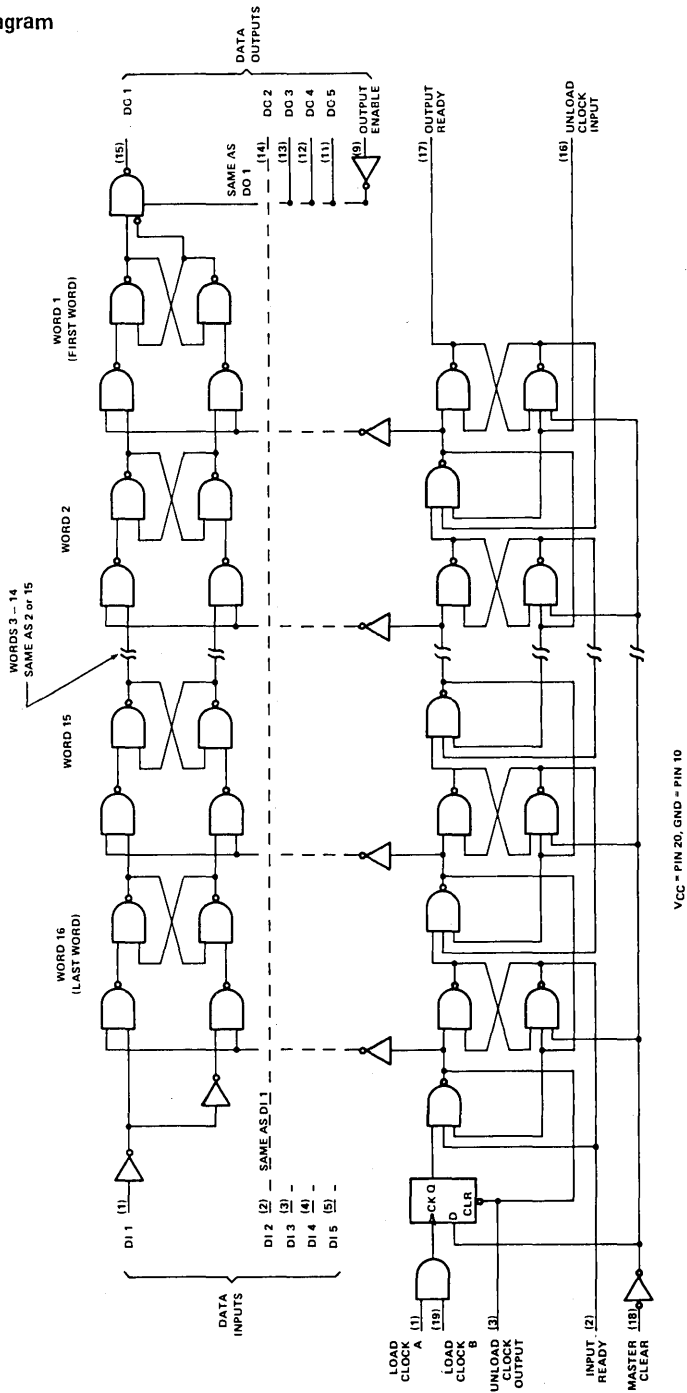 gram
DATA
OUTPUTS
DO 1
DO 2
DO 3
DO 4
DO 5
OUTPUT
ENABLE
(15)
(14)
(13)
(12)
(11)
(9)
SAME AS
DO 1
WORD 1
(FIRST WORD)
WORD 2
WORDS 3 – 14
SAME AS 2 or 15
WORD 15
WORD 16
(LAST WORD)
DI 1 (1)
DI 2 (2) SAME AS DI 1
DI 3 (3)
DI 4 (4)
DI 5 (5)
DATA
INPUTS
(17) OUTPUT
READY
(16) UNLOAD
CLOCK
INPUT
CK Q
D
CLR
LOAD
CLOCK
A
(1)
LOAD
CLOCK
B
(19)
UNLOAD
CLOCK
OUTPUT
(3)
INPUT
READY
(2)
MASTER
CLEAR
(18)
VCC = PIN 20, GND = PIN 10